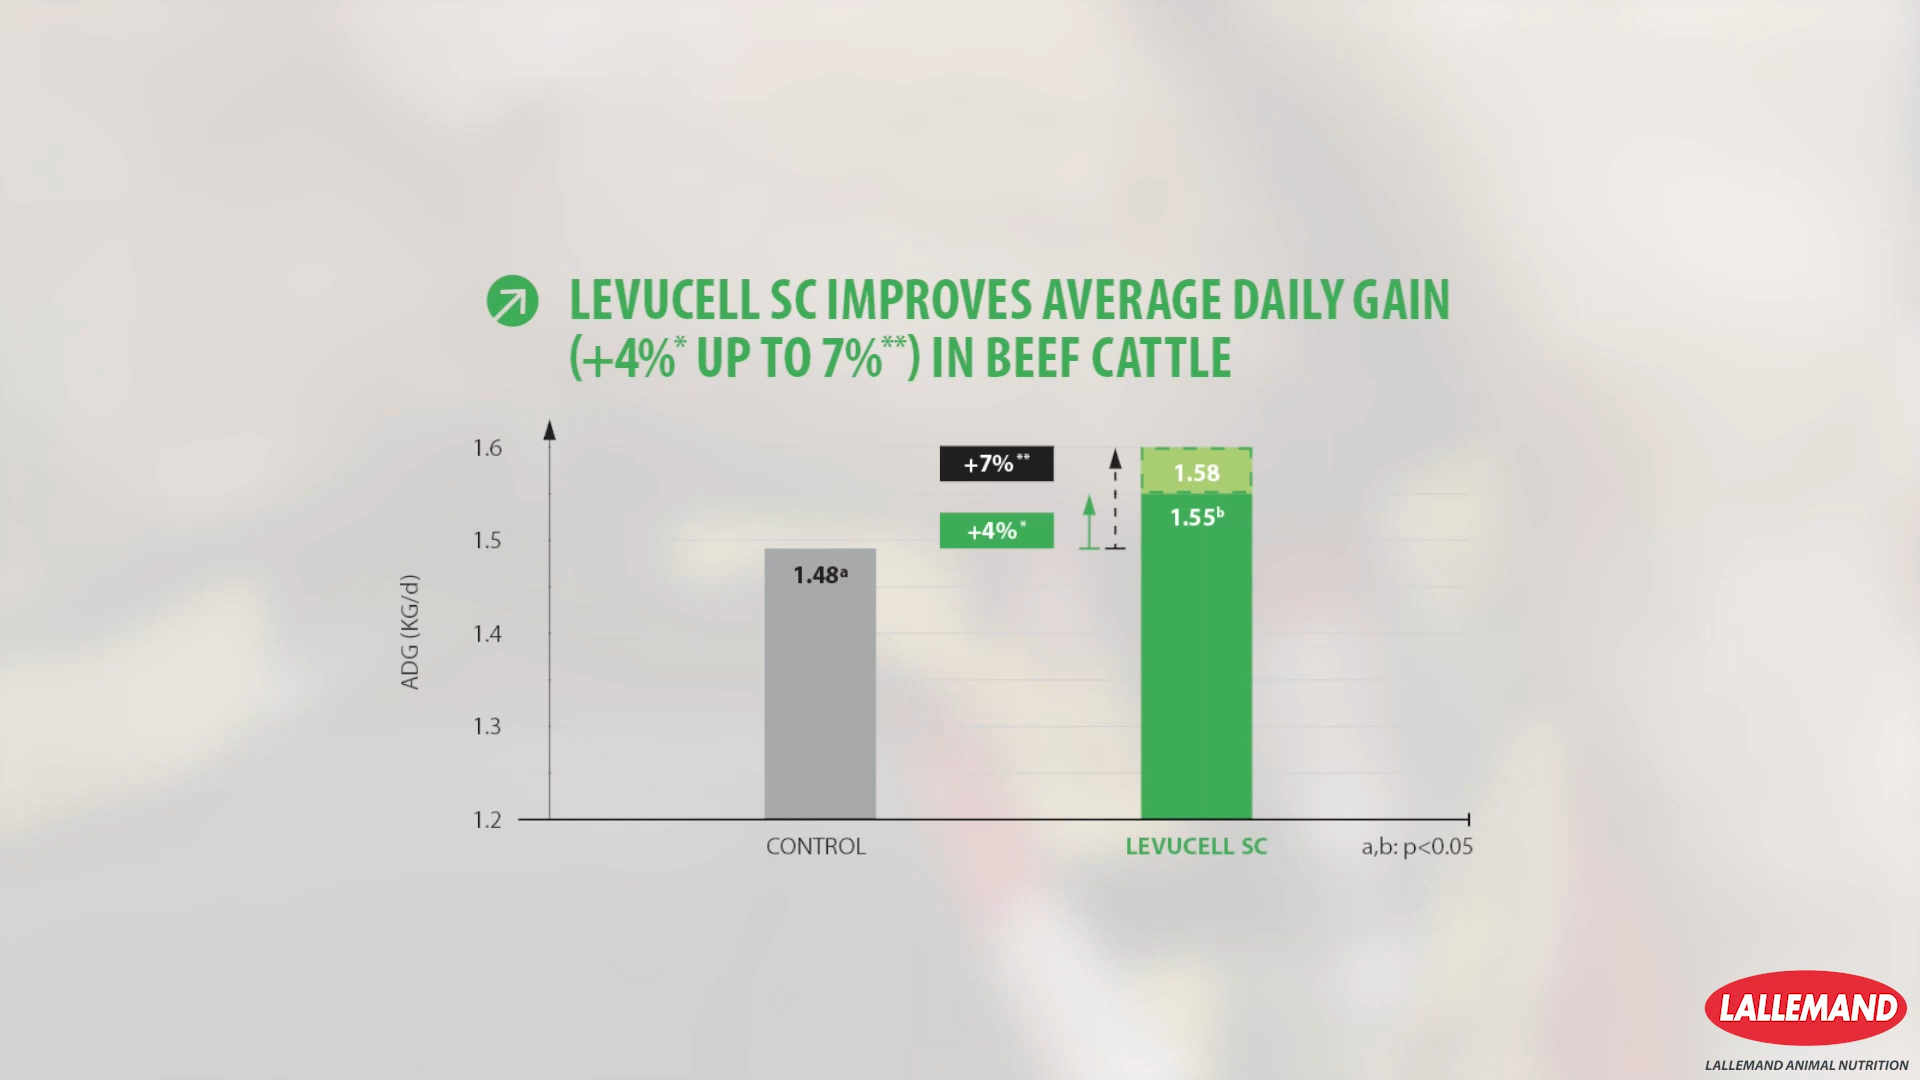 LEVUCELL SC IMPROVES AVERAGE DAILY GAIN
(+4%* UP TO 7%**) IN BEEF CATTLE
ADG (KG/d)
1.6
1.5
1.4
1.3
1.2
+7%**
+4%*
1.48ª
1.58
1.55ᵇ
CONTROL
LEVUCELL SC
a,b: p<0.05
LALLEMAND
LALLEMAND ANIMAL NUTRITION